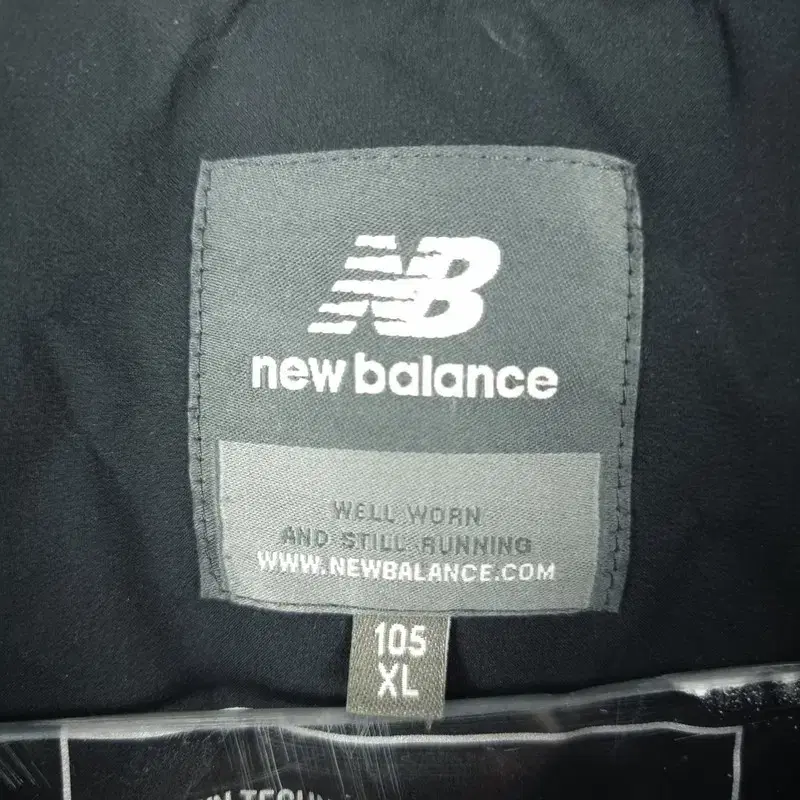 NB
new balance
WELL WORN
AND STILL RUNNING
WWW.NEWBALANCE.COM
105
XL